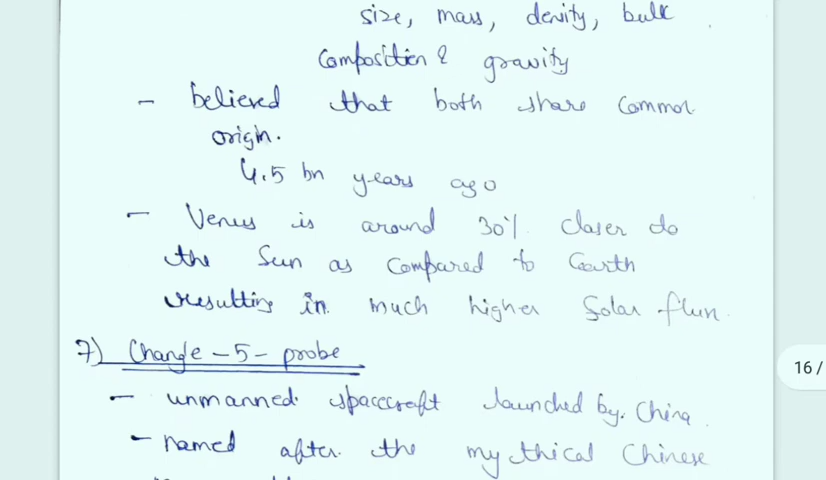 size, mass, density, bulk
Composition & gravity
- believed that both share common
origin.
4.5 bn years ago
- Venus is around 30% closer to
the Sun as compared to Earth
resulting in much higher Solar flux.
7) Change-5-probe
- unmanned spacecraft launched by. China.
- named after the mythical Chinese
16 /